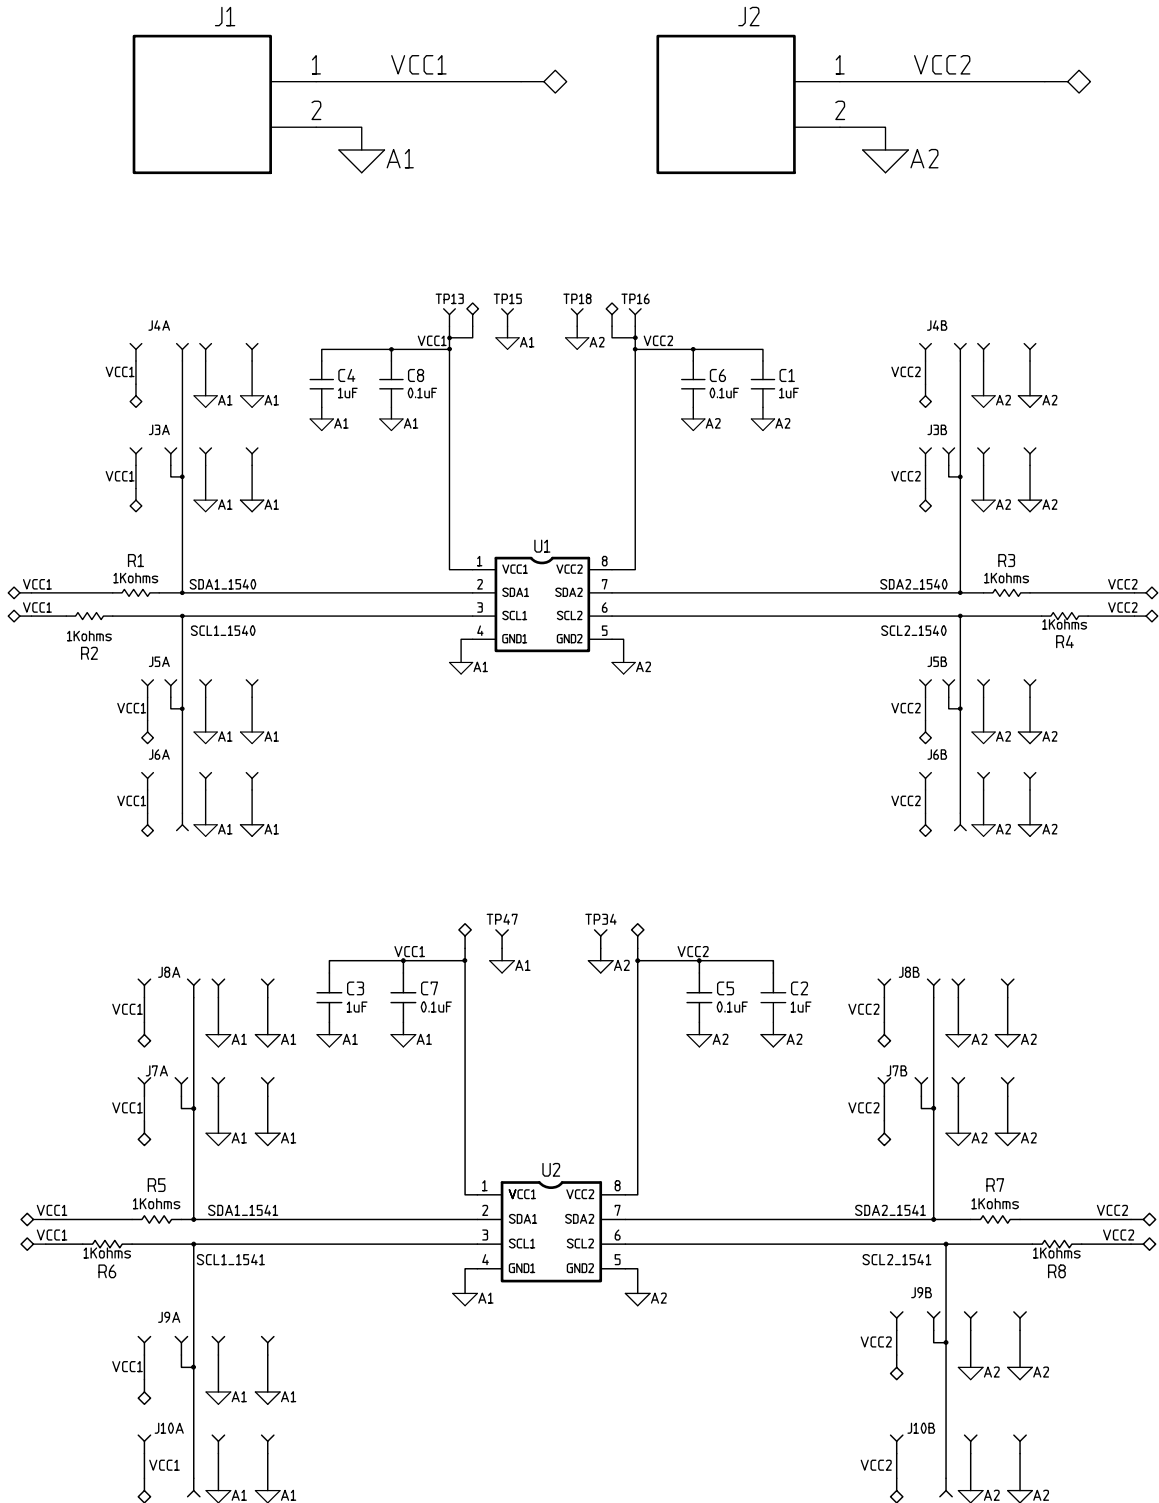 J1
1 VCC1
2
A1
J2
1 VCC2
2
A2
TP13 TP15 TP18 TP16
J4A
VCC1
A1 A1
VCC1
A1 A2
VCC2
C4 1uF
A1
C8 0.1uF
A1
C6 0.1uF
A2
C1 1uF
A2
J4B
VCC2
A2 A2
J3A
VCC1
A1 A1
J3B
VCC2
A2 A2
U1
1 VCC1 VCC2 8
2 SDA1 SDA2 7
3 SCL1 SCL2 6
4 GND1 GND2 5
A1 A2
R1
1Kohms
VCC1
SDA1_1540
VCC1
1Kohms
R2
SCL1_1540
R3
1Kohms
SDA2_1540
VCC2
VCC2
1Kohms
R4
SCL2_1540
J5A
VCC1
A1 A1
J5B
VCC2
A2 A2
J6A
VCC1
A1 A1
J6B
VCC2
A2 A2
TP47 TP34
VCC1
A1 A2
VCC2
J8A
VCC1
A1 A1
C3 1uF
A1
C7 0.1uF
A1
C5 0.1uF
A2
C2 1uF
A2
J8B
VCC2
A2 A2
J7A
VCC1
A1 A1
J7B
VCC2
A2 A2
U2
1 VCC1 VCC2 8
2 SDA1 SDA2 7
3 SCL1 SCL2 6
4 GND1 GND2 5
A1 A2
R5
1Kohms
VCC1
SDA1_1541
VCC1
1Kohms
R6
SCL1_1541
R7
1Kohms
SDA2_1541
VCC2
VCC2
1Kohms
R8
SCL2_1541
J9A
VCC1
A1 A1
J9B
VCC2
A2 A2
J10A
VCC1
A1 A1
J10B
VCC2
A2 A2